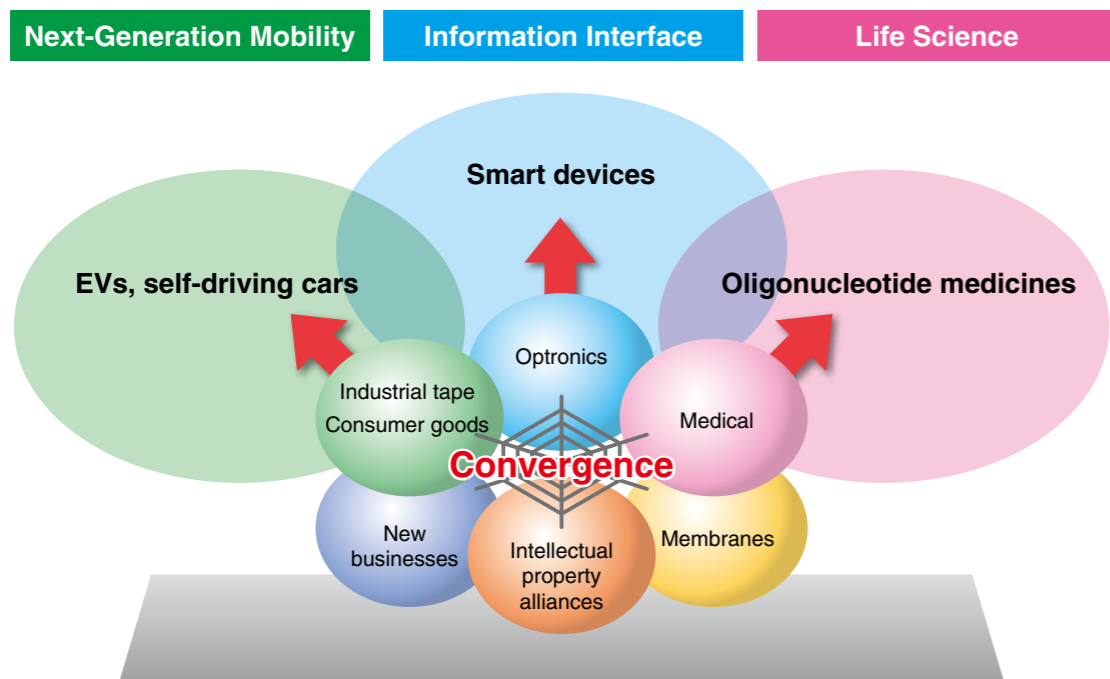 Next-Generation Mobility
Information Interface
Life Science
Smart devices
EVs, self-driving cars
Oligonucleotide medicines
Optronics
Industrial tape
Consumer goods
Medical
Convergence
New
businesses
Intellectual
property
alliances
Membranes